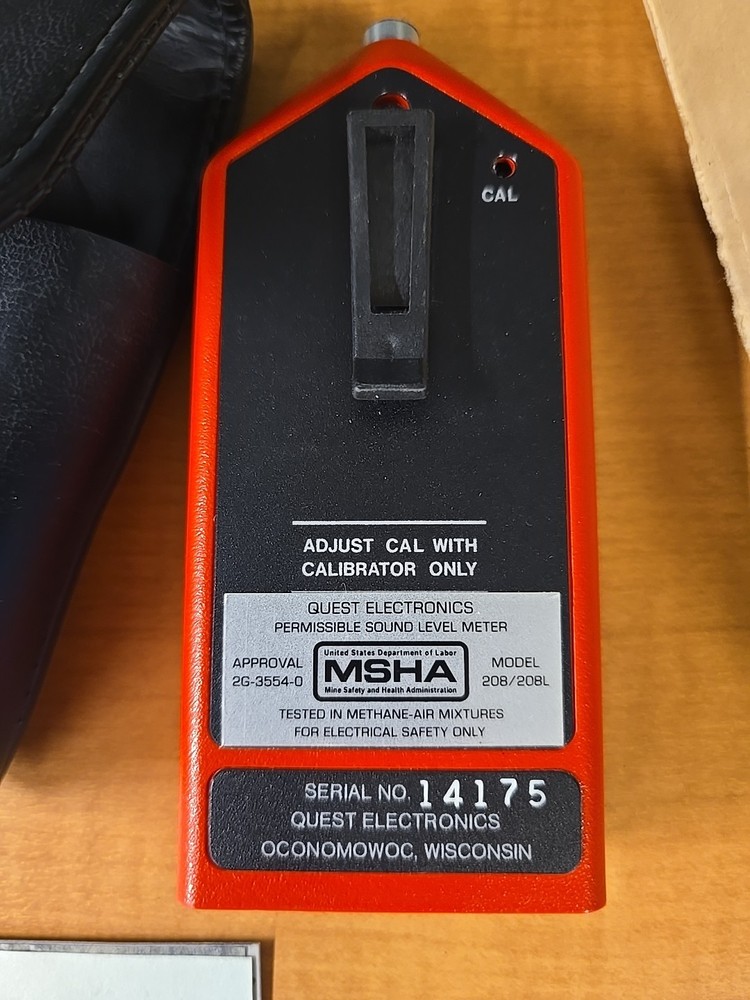 CAL
ADJUST CAL WITH
CALIBRATOR ONLY
QUEST ELECTRONICS
PERMISSIBLE SOUND LEVEL METER
United States Department of Labor
APPROVAL MSHA MODEL
2G-3554-0 208/208L
Mine Safety and Health Administration
TESTED IN METHANE-AIR MIXTURES
FOR ELECTRICAL SAFETY ONLY
SERIAL NO. 14175
QUEST ELECTRONICS
OCONOMOWOC, WISCONSIN